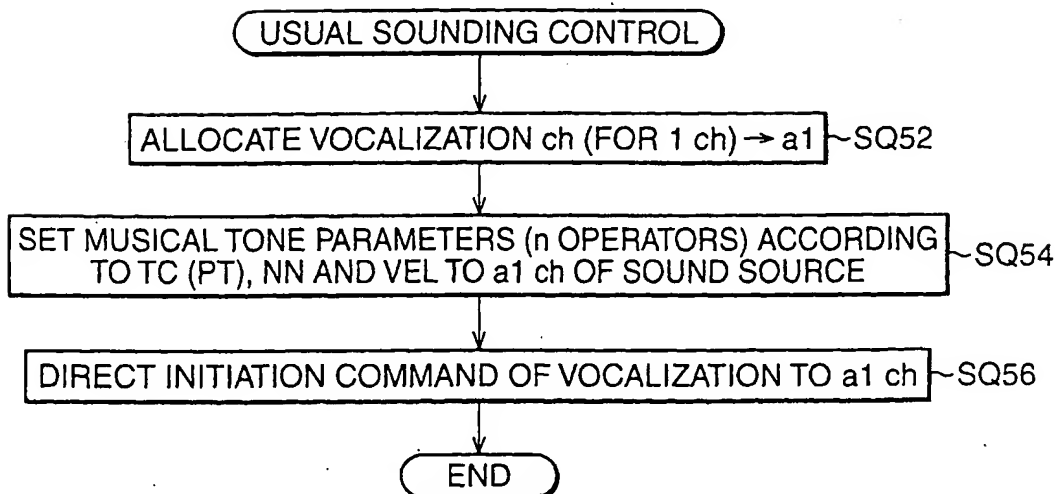 USUAL SOUNDING CONTROL
ALLOCATE VOCALIZATION ch (FOR 1 ch) → a1
SQ52
SET MUSICAL TONE PARAMETERS (n OPERATORS) ACCORDING
TO TC (PT), NN AND VEL TO a1 ch OF SOUND SOURCE
SQ54
DIRECT INITIATION COMMAND OF VOCALIZATION TO a1 ch
SQ56
END